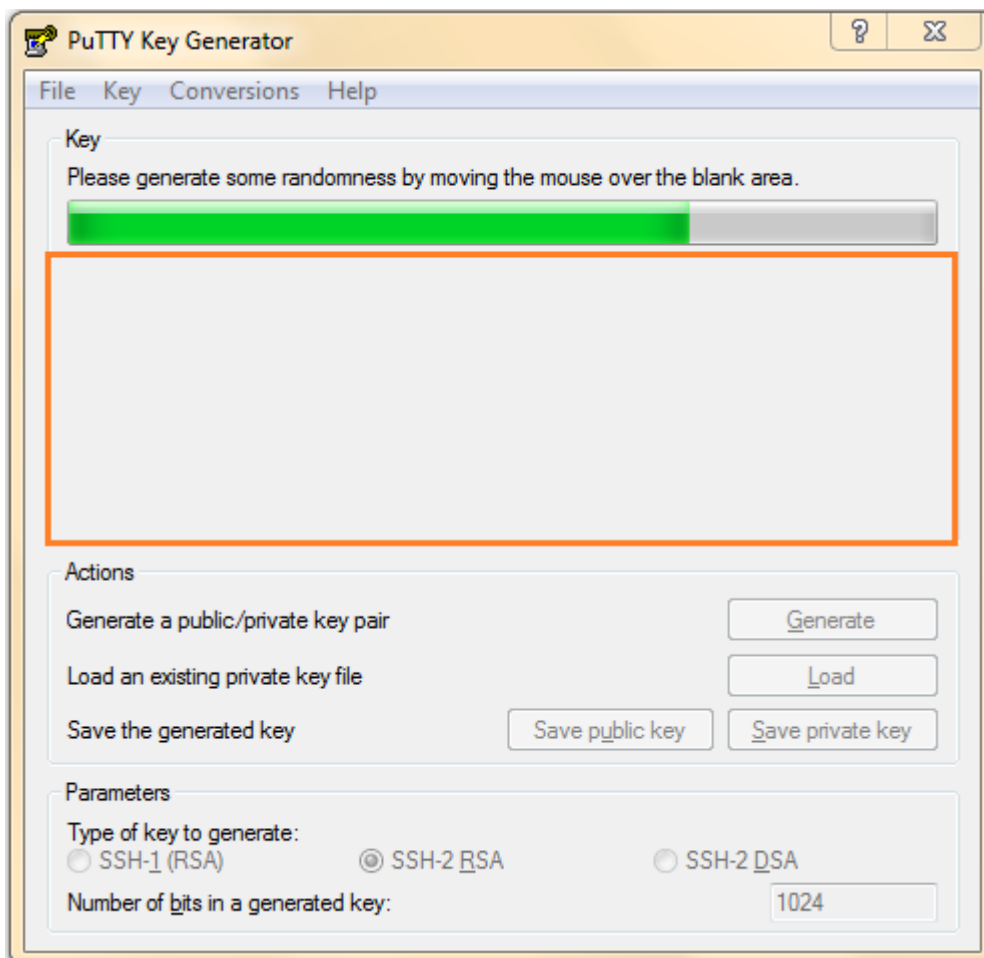 PuTTY Key Generator
File Key Conversions Help
Key
Please generate some randomness by moving the mouse over the blank area.
Actions
Generate a public/private key pair Generate
Load an existing private key file Load
Save the generated key Save public key Save private key
Parameters
Type of key to generate:
SSH-1 (RSA) SSH-2 RSA SSH-2 DSA
Number of bits in a generated key: 1024